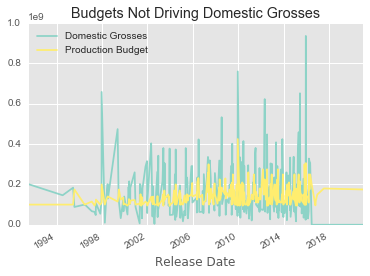 Budgets Not Driving Domestic Grosses
1e9
Domestic Grosses
Production Budget
1.0
0.8
0.6
0.4
0.2
0.0
1994 1998 2002 2006 2010 2014 2018
Release Date